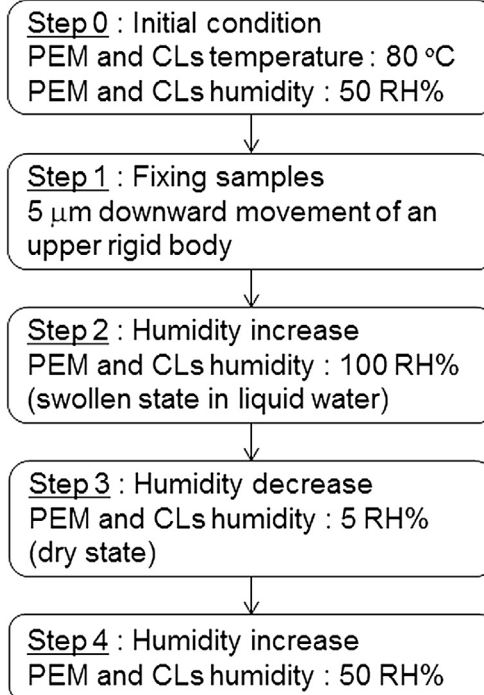 Step 0 : Initial condition
PEM and CLs temperature : 80 °C
PEM and CLs humidity : 50 RH%
Step 1 : Fixing samples
5 μm downward movement of an
upper rigid body
Step 2 : Humidity increase
PEM and CLs humidity : 100 RH%
(swollen state in liquid water)
Step 3 : Humidity decrease
PEM and CLs humidity : 5 RH%
(dry state)
Step 4 : Humidity increase
PEM and CLs humidity : 50 RH%